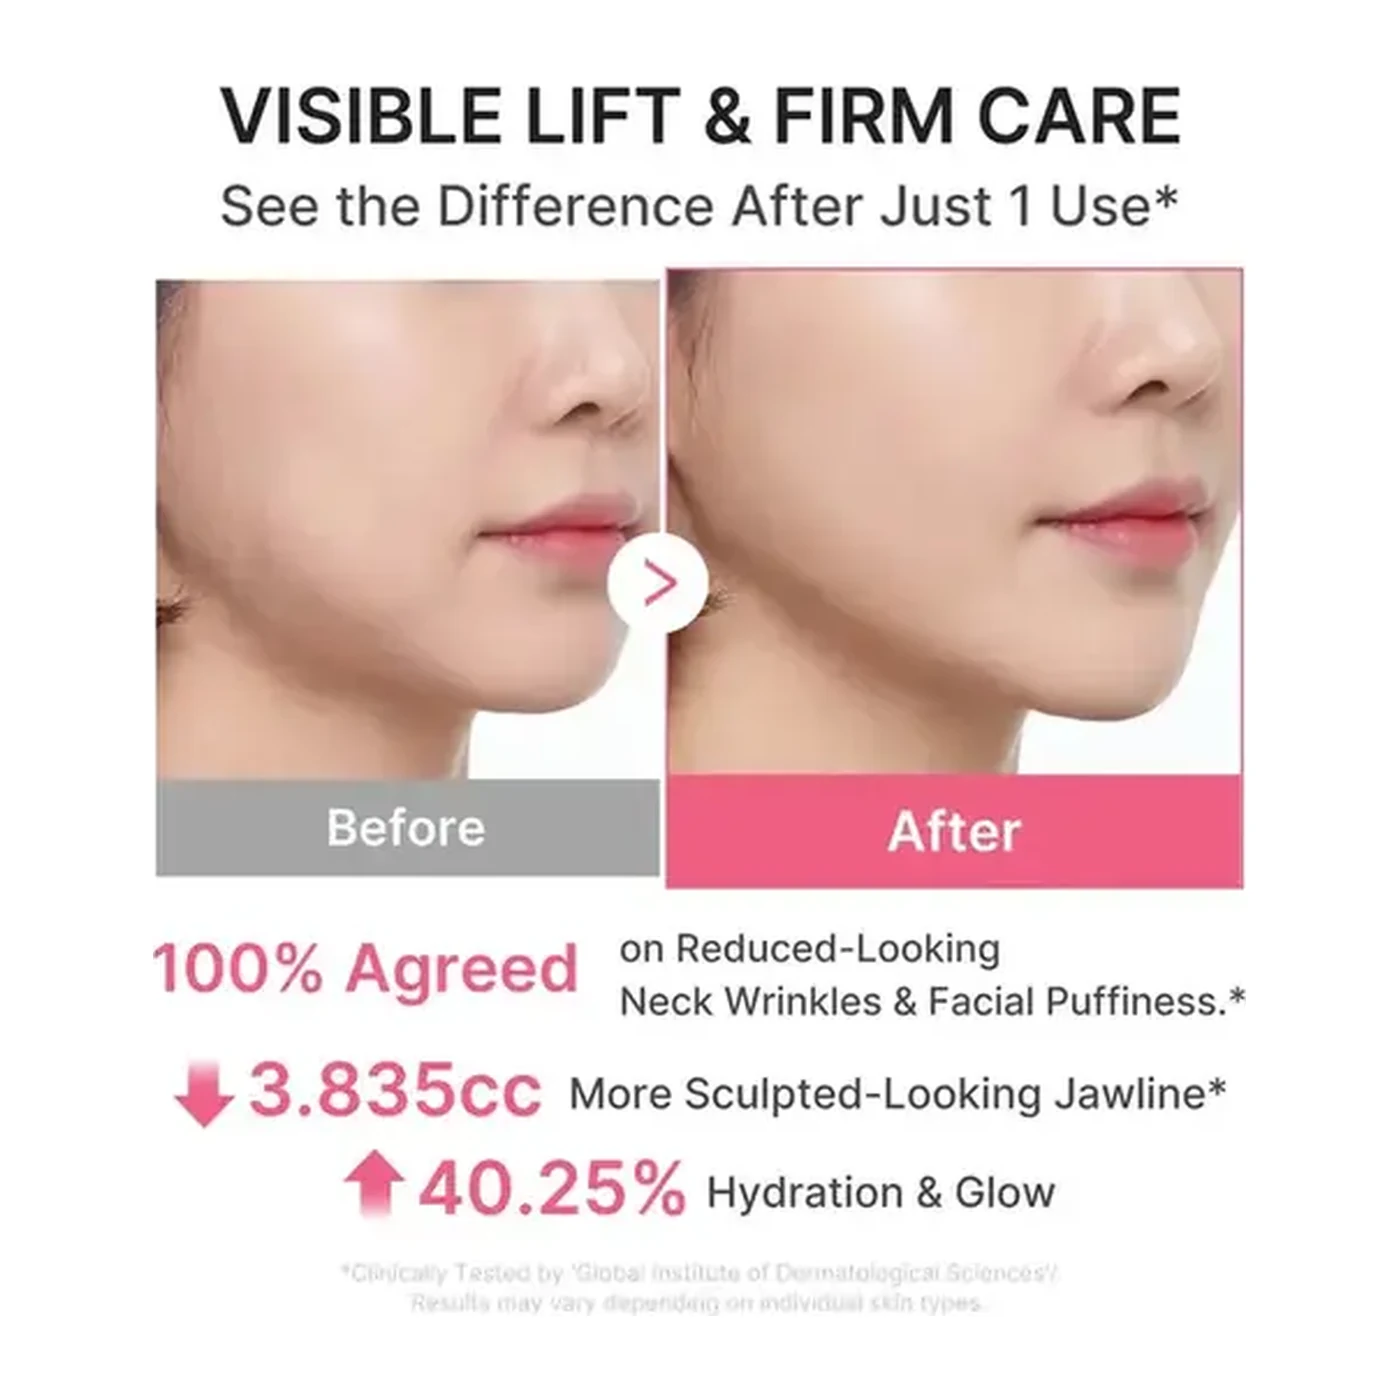 VISIBLE LIFT & FIRM CARE
See the Difference After Just 1 Use*
Before
>
After
100% Agreed
on Reduced-Looking
Neck Wrinkles & Facial Puffiness.*
3.835cc More Sculpted-Looking Jawline*
40.25% Hydration & Glow
*Clinically Tested by 'Global Institute of Dermatological Sciences'/
Results may vary depending on individual skin types.